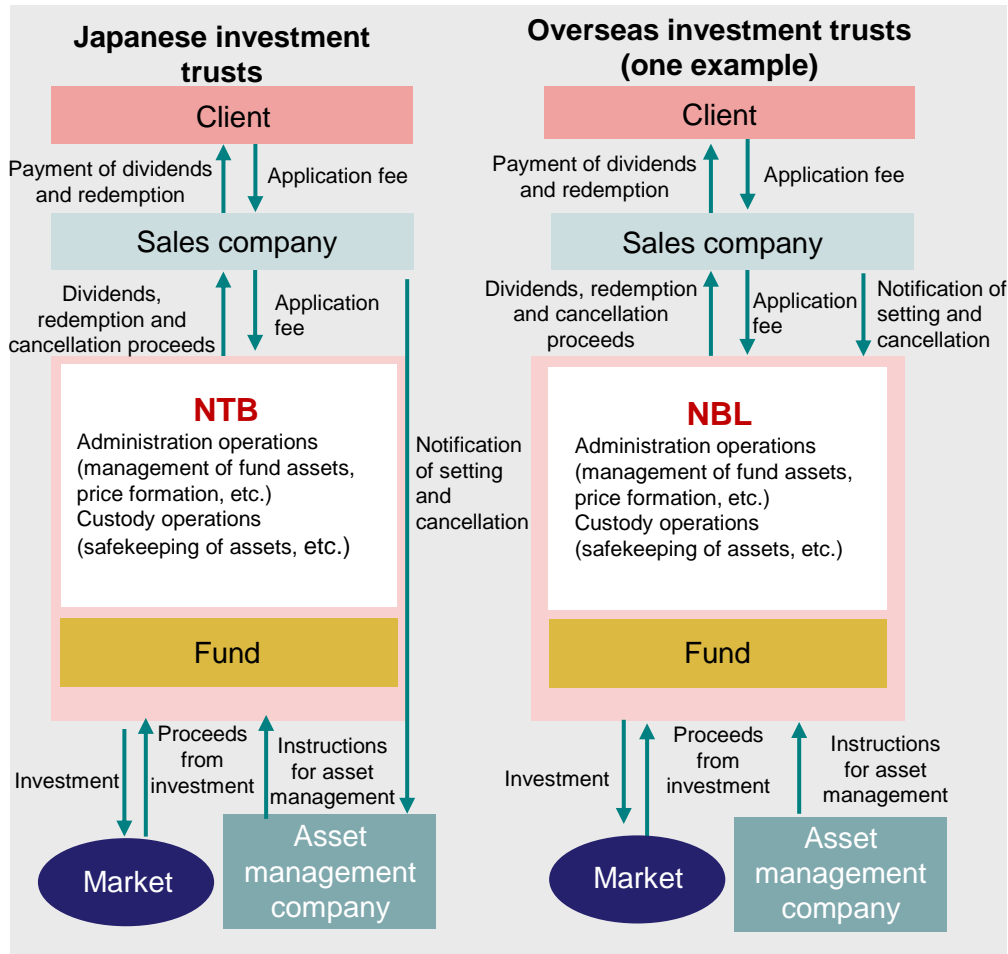 Japanese investment
trusts
Client
Payment of dividends
and redemption
Application fee
Sales company
Dividends,
redemption and
cancellation proceeds
Application
fee
NTB
Administration operations
(management of fund assets,
price formation, etc.)
Custody operations
(safekeeping of assets, etc.)
Notification
of setting
and
cancellation
Fund
Investment
Proceeds
from
investment
Instructions
for asset
management
Market
Asset
management
company
Overseas investment trusts
(one example)
Client
Payment of dividends
and redemption
Application fee
Sales company
Dividends, redemption
and cancellation
proceeds
Application
fee
Notification of
setting and
cancellation
NBL
Administration operations
(management of fund assets,
price formation, etc.)
Custody operations
(safekeeping of assets, etc.)
Fund
Investment
Proceeds
from
investment
Instructions
for asset
management
Market
Asset
management
company